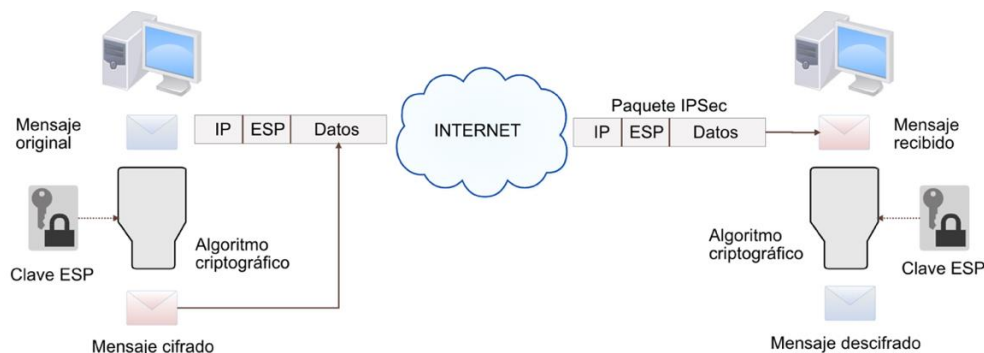 Mensaje
original
IP ESP Datos
INTERNET
Paquete IPSec
IP ESP Datos
Mensaje
recibido
Clave ESP
Algoritmo
criptográfico
Mensaje cifrado
Algoritmo
criptográfico
Clave ESP
Mensaje descifrado